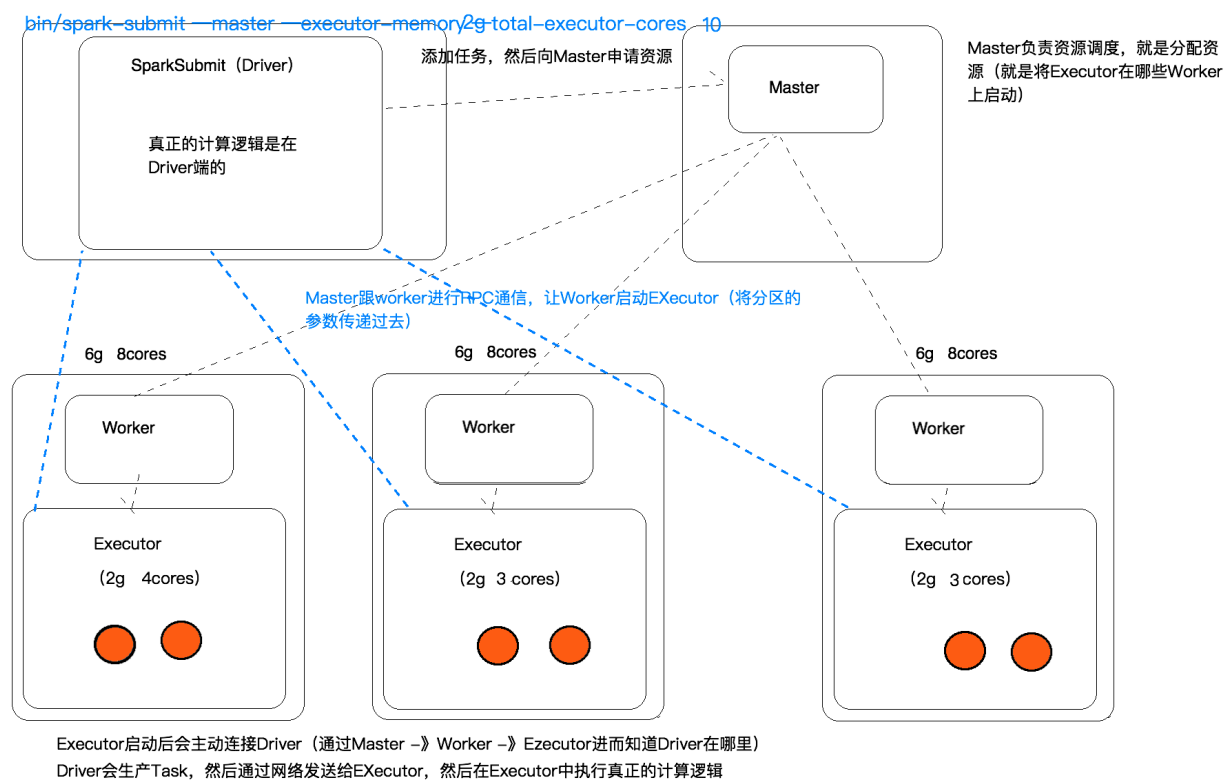 bin/spark-submit —master —executor-memory 2g -total-executor-cores 10
SparkSubmit（Driver）
真正的计算逻辑是在
Driver端的
添加任务，然后向Master申请资源
Master
Master负责资源调度，就是分配资
源（就是将Executor在哪些Worker
上启动）
Master跟worker进行RPC通信，让Worker启动EXecutor（将分区的
参数传递过去）
6g 8cores
6g 8cores
6g 8cores
Worker
Worker
Worker
Executor
Executor
Executor
（2g 4cores）
（2g 3 cores）
（2g 3 cores）
Executor启动后会主动连接Driver（通过Master -》Worker -》Ezecutor进而知道Driver在哪里）
Driver会生产Task，然后通过网络发送给EXecutor，然后在Executor中执行真正的计算逻辑